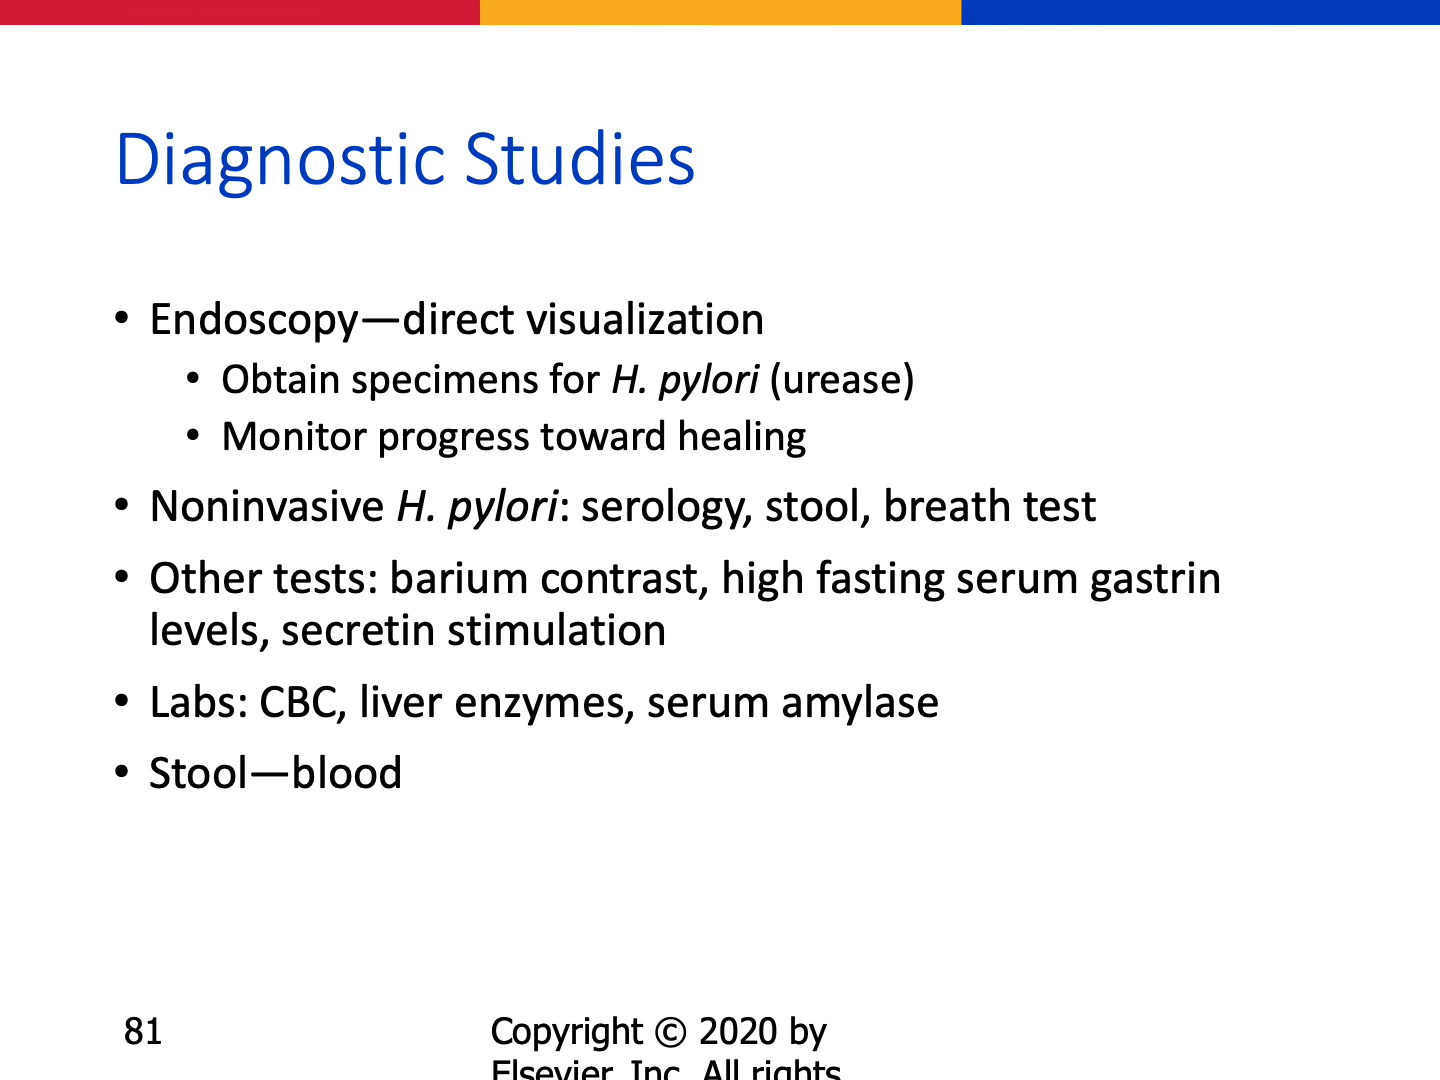 Diagnostic Studies
• Endoscopy—direct visualization
• Obtain specimens for H. pylori (urease)
• Monitor progress toward healing
• Noninvasive H. pylori: serology, stool, breath test
• Other tests: barium contrast, high fasting serum gastrin
levels, secretin stimulation
• Labs: CBC, liver enzymes, serum amylase
• Stool—blood
81
Copyright © 2020 by
Elsevier, Inc. All rights